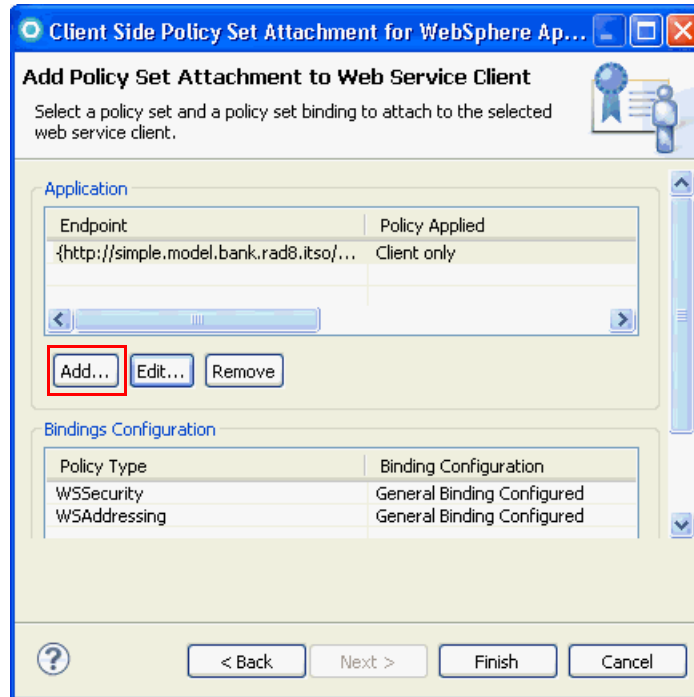 Client Side Policy Set Attachment for WebSphere Ap...
Add Policy Set Attachment to Web Service Client
Select a policy set and a policy set binding to attach to the selected
web service client.
Application
Endpoint Policy Applied
{http://simple.model.bank.rad8.itso/... Client only
Add... Edit... Remove
Bindings Configuration
Policy Type Binding Configuration
WSSecurity General Binding Configured
WSAddressing General Binding Configured
? < Back Next > Finish Cancel